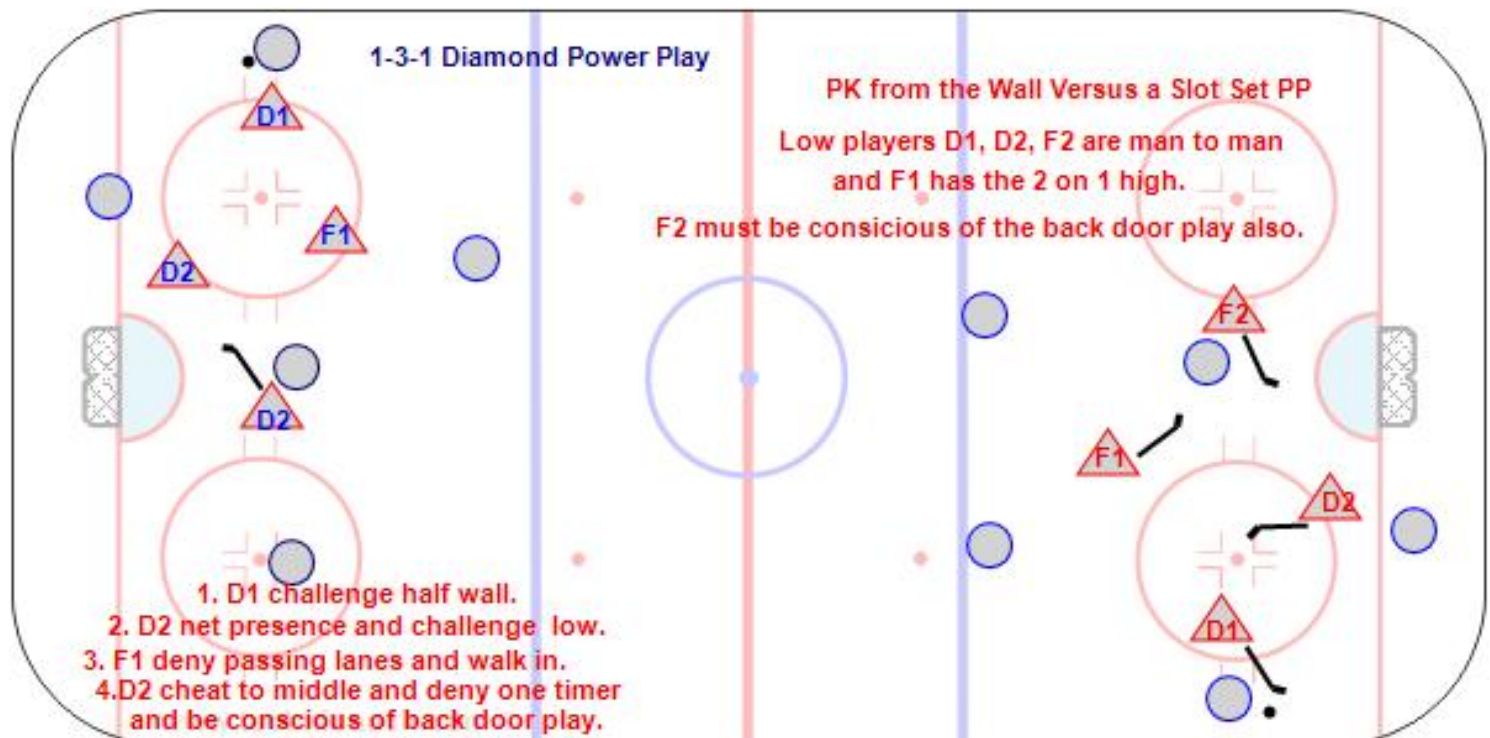 1-3-1 Diamond Power Play
D1
F1
D2
D2
1. D1 challenge half wall.
2. D2 net presence and challenge low.
3. F1 deny passing lanes and walk in.
4.D2 cheat to middle and deny one timer
and be conscious of back door play.
PK from the Wall Versus a Slot Set PP
Low players D1, D2, F2 are man to man
and F1 has the 2 on 1 high.
F2 must be consicious of the back door play also.
F2
F1
D2
D1